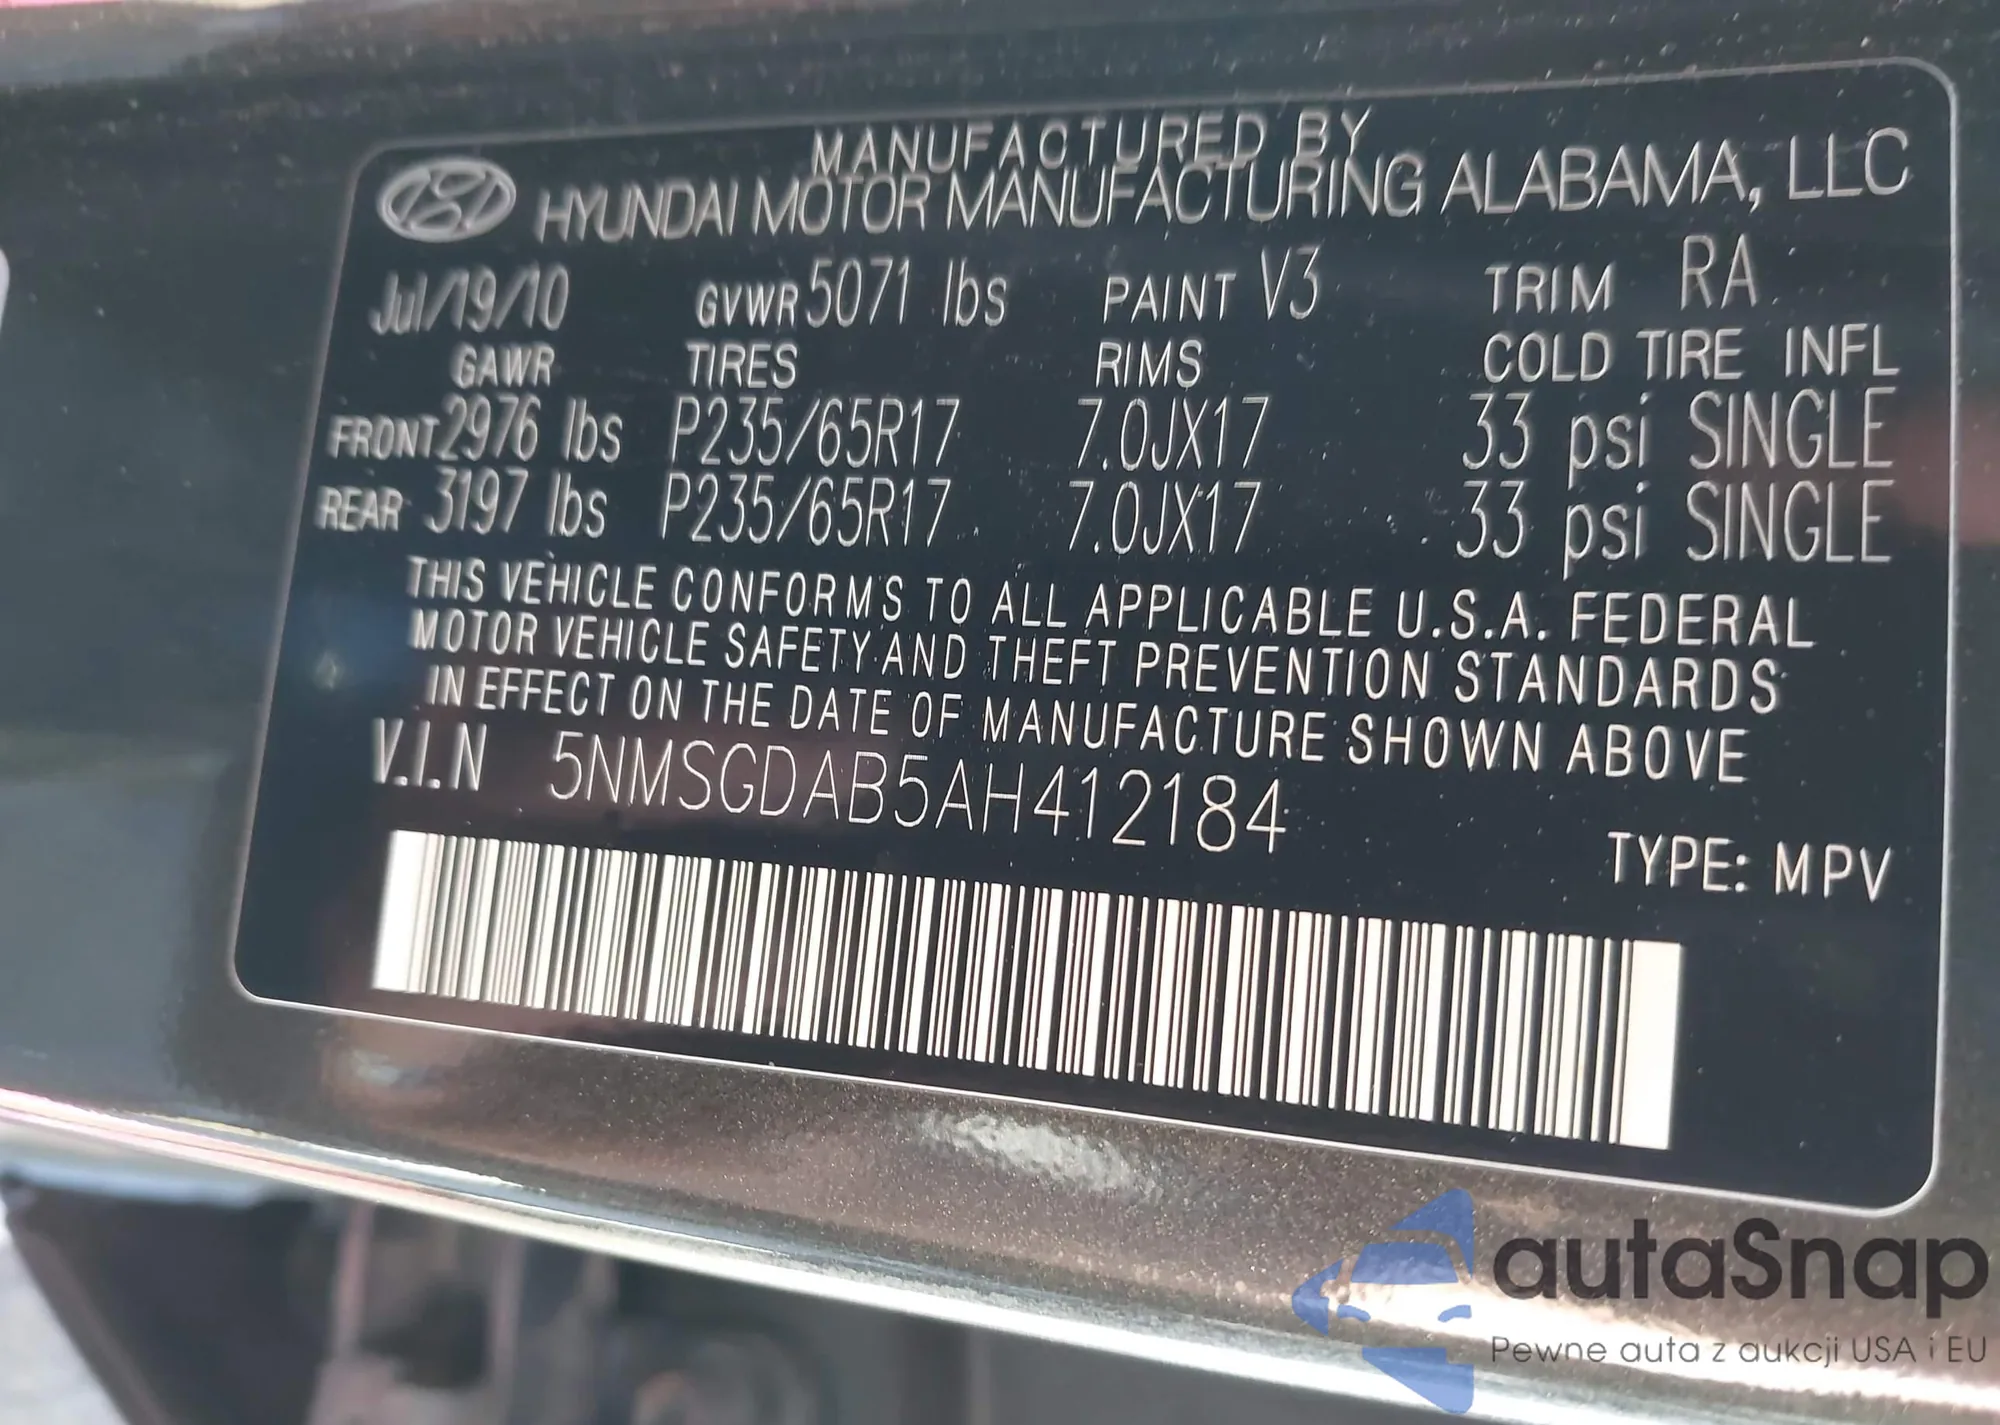 MANUFACTURED BY
HYUNDAI MOTOR MANUFACTURING ALABAMA, LLC
Jul/19/10 GVWR 5071 lbs PAINT V3 TRIM RA
GAWR TIRES RIMS COLD TIRE INFL
FRONT 2976 lbs P235/65R17 7.0JX17 33 psi SINGLE
REAR 3197 lbs P235/65R17 7.0JX17 33 psi SINGLE
THIS VEHICLE CONFORMS TO ALL APPLICABLE U.S.A. FEDERAL
MOTOR VEHICLE SAFETY AND THEFT PREVENTION STANDARDS
IN EFFECT ON THE DATE OF MANUFACTURE SHOWN ABOVE
V.I.N 5NMSGDAB5AH412184
TYPE: MPV
autaSnap
Pewne auta z aukcji USA i EU